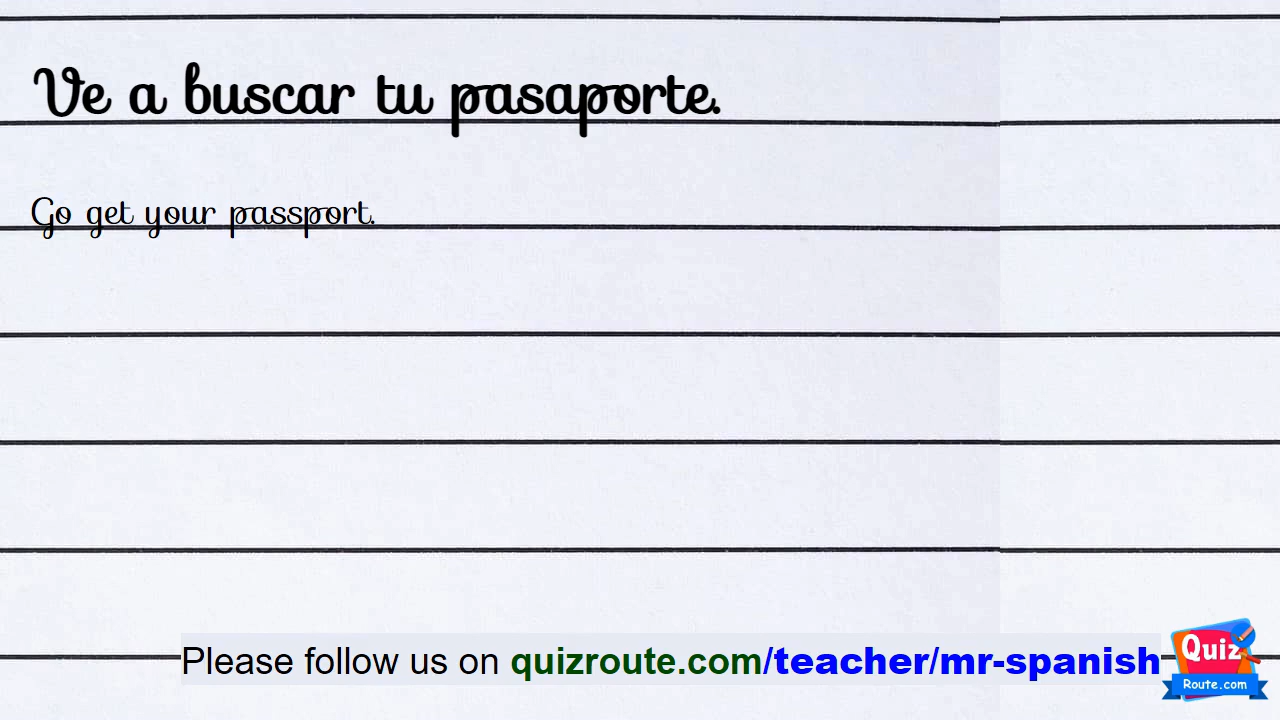 Ve a buscar tu pasaporte.
Go get your passport.
Please follow us on quizroute.com/teacher/mr-spanish
Quiz
Route.com